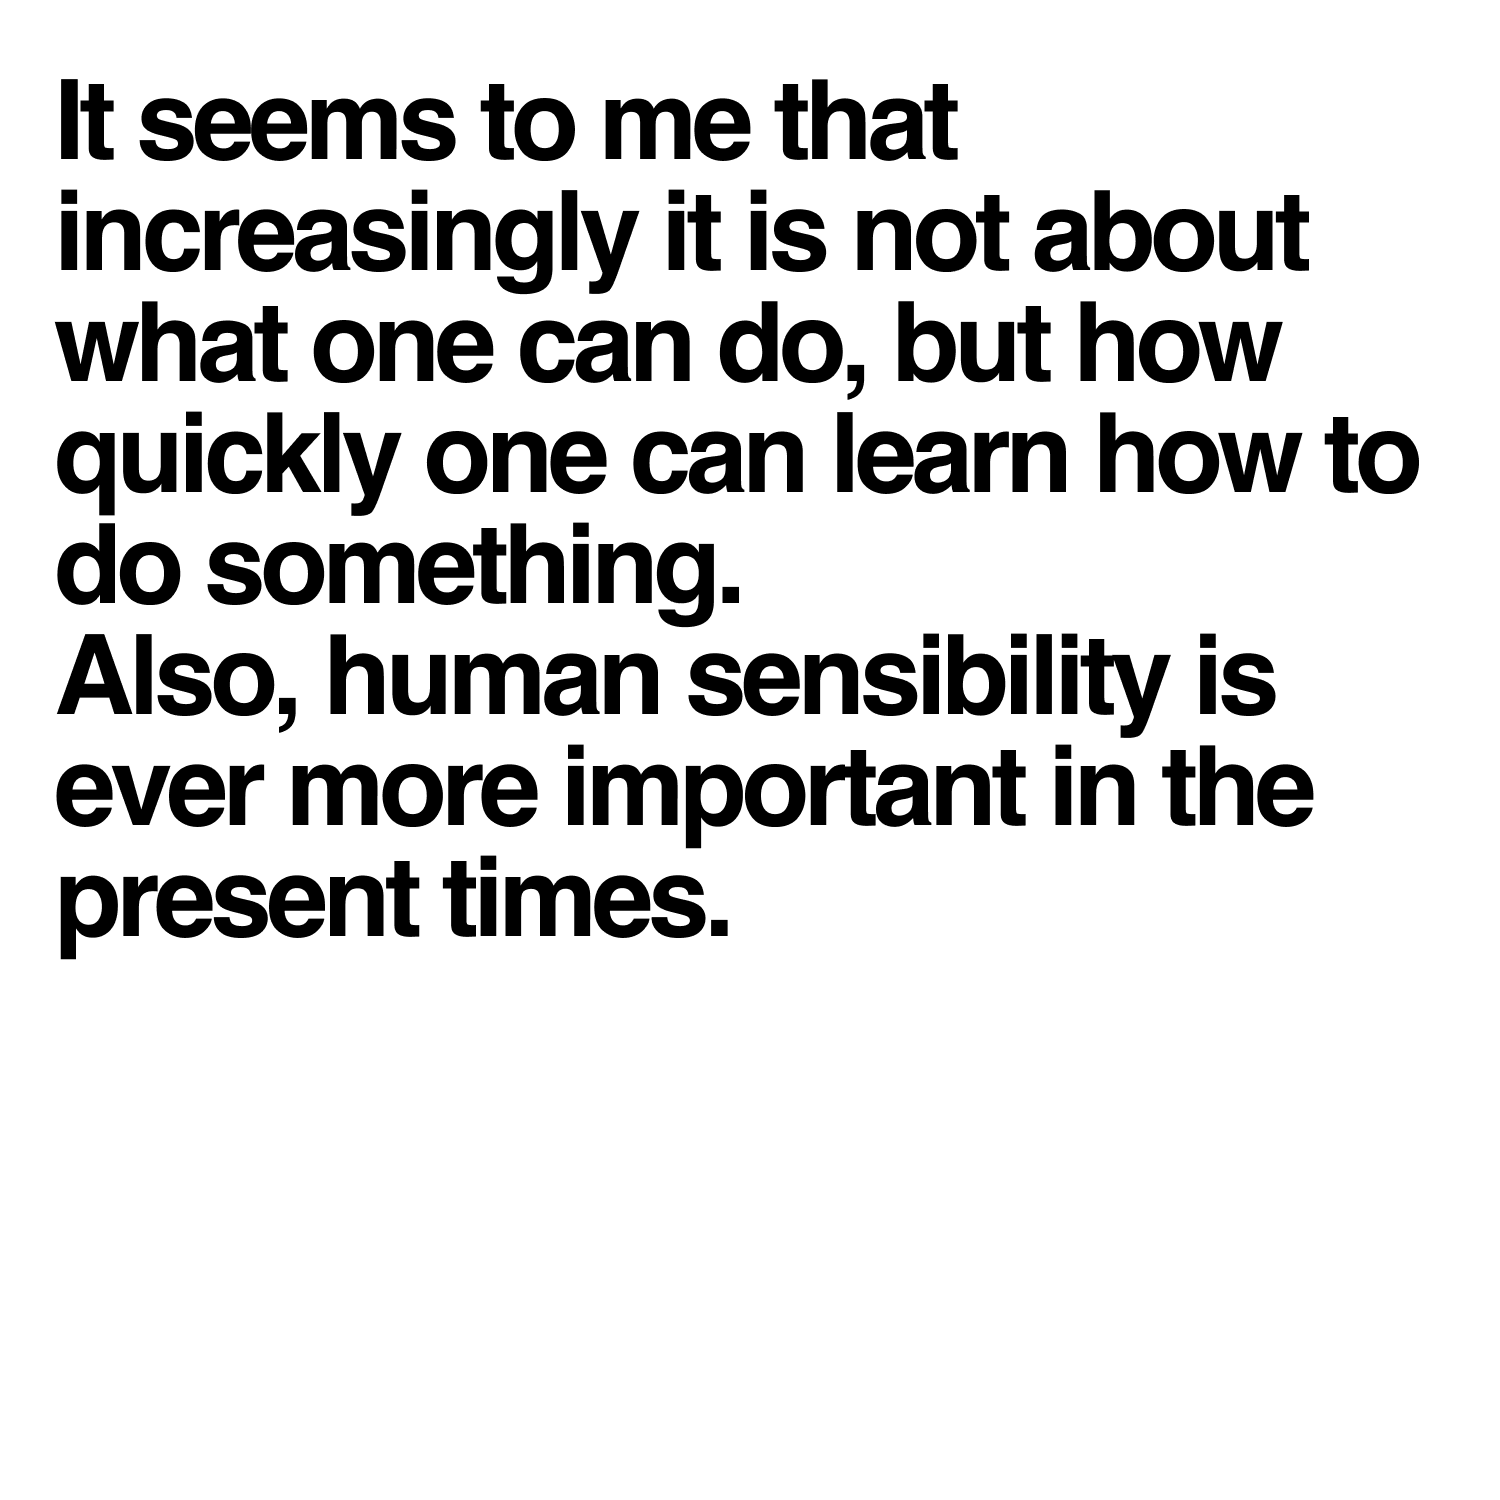 It seems to me that
increasingly it is not about
what one can do, but how
quickly one can learn how to
do something.
Also, human sensibility is
ever more important in the
present times.